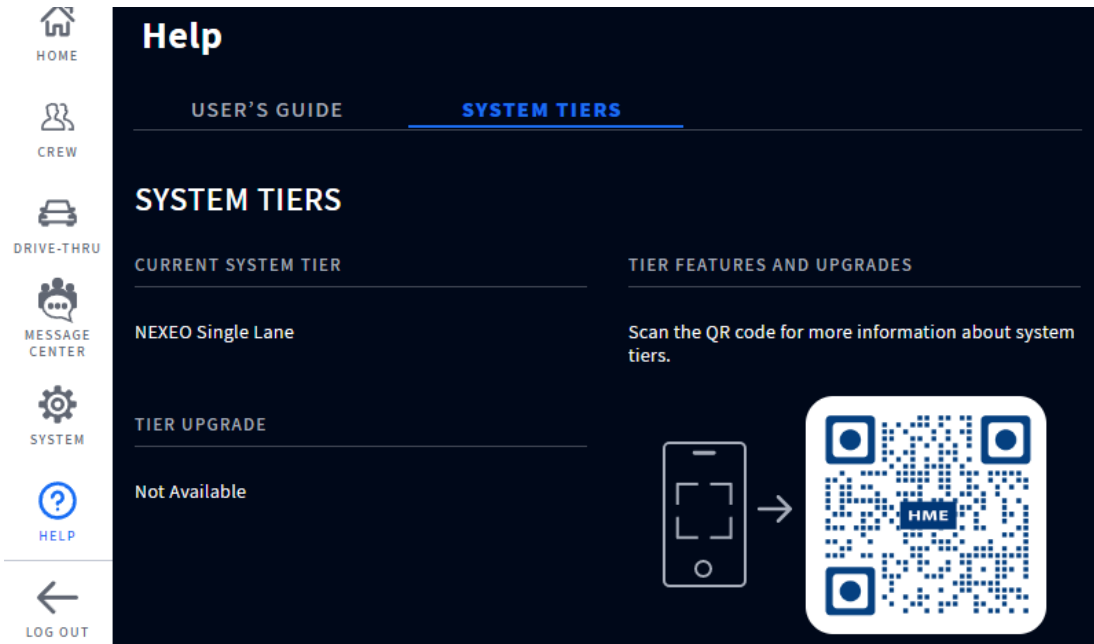 HOME
CREW
DRIVE-THRU
MESSAGE
CENTER
SYSTEM
HELP
LOG OUT
Help
USER'S GUIDE
SYSTEM TIERS
SYSTEM TIERS
CURRENT SYSTEM TIER
NEXEO Single Lane
TIER UPGRADE
Not Available
TIER FEATURES AND UPGRADES
Scan the QR code for more information about system
tiers.
HME